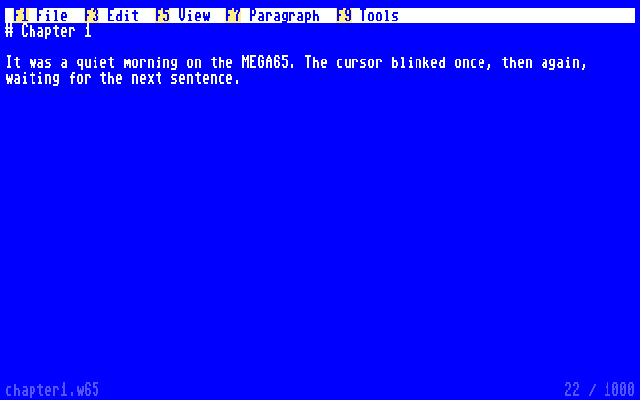 F1 File F3 Edit F5 View F7 Paragraph F9 Tools
# Chapter 1
It was a quiet morning on the MEGA65. The cursor blinked once, then again,
waiting for the next sentence.
chapter1.w65 22 / 1000